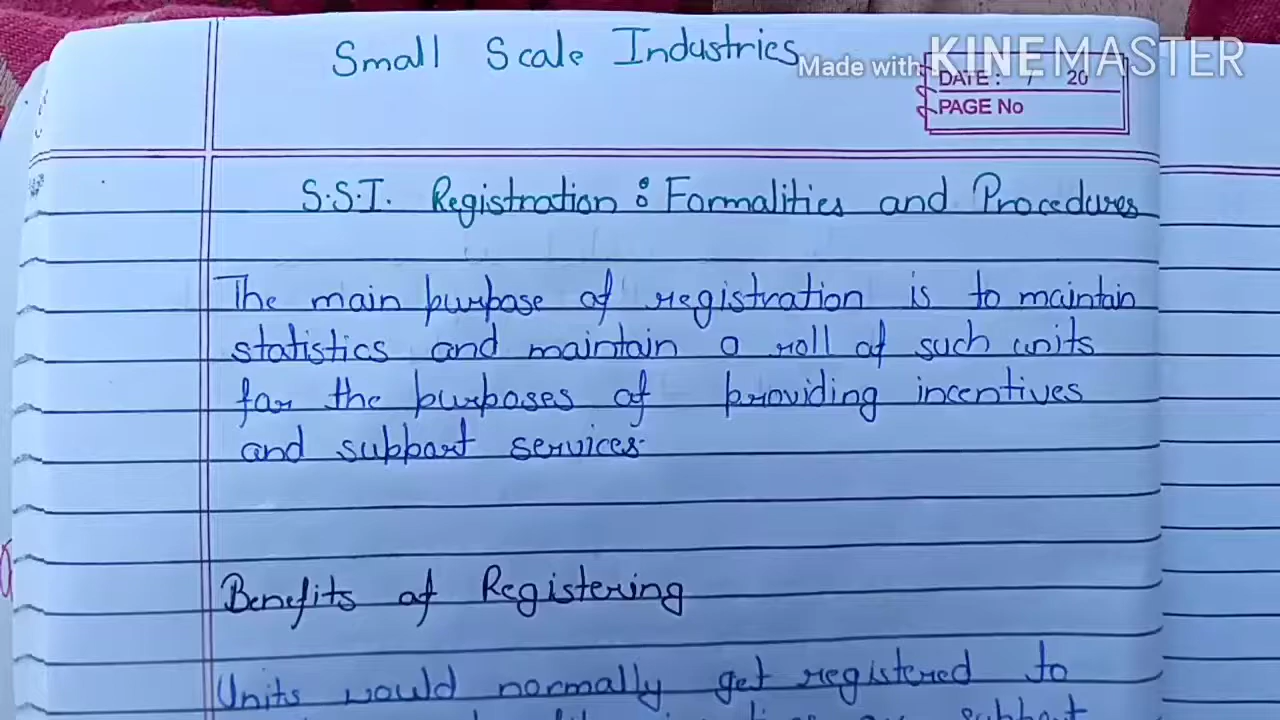 Small Scale Industries
Made with KINEMASTER
DATE : / 20
PAGE No
S.S.I. Registration : Formalities and Procedures
The main purpose of registration is to maintain
statistics and maintain a roll of such units
for the purposes of providing incentives
and support services.
Benefits of Registering
Units would normally get registered to
support